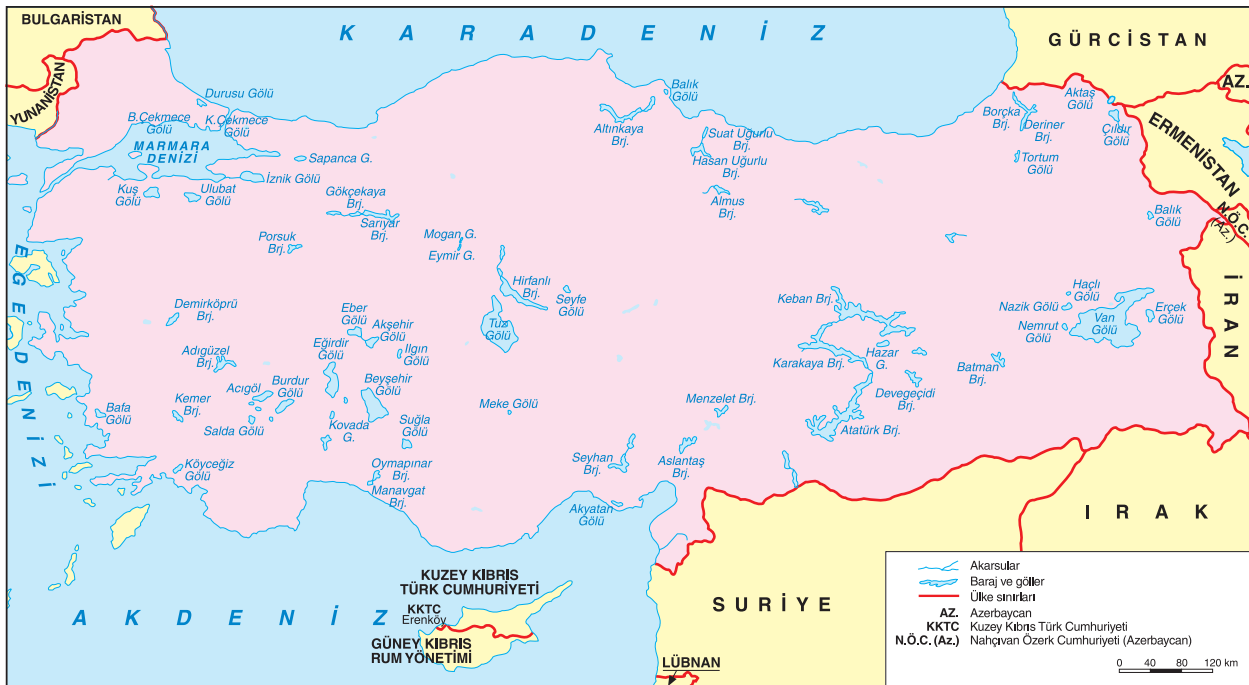 BULGARİSTAN
KARADENİZ
GÜRCİSTAN
YUNANİSTAN
AZ.
Durusu Gölü
Balık
Gölü
Aktaş
Gölü
B.Çekmece
Gölü
K.Çekmece
Gölü
Altınkaya
Brj.
Suat Uğurlu
Brj.
Borçka
Brj.
Deriner
Brj.
Çıldır
Gölü
ERMENİSTAN
MARMARA
DENİZİ
Sapanca G.
Hasan Uğurlu
Brj.
Tortum
Gölü
İznik Gölü
Kuş
Gölü
Ulubat
Gölü
Gökçekaya
Brj.
Sarıyar
Brj.
Almus
Brj.
Balık
Gölü
N.Ö.C.
(Az.)
Porsuk
Brj.
Mogan G.
Eymir G.
EGE DENİZİ
İRAN
Hirfanlı
Brj.
Seyfe
Gölü
Keban Brj.
Haçlı
Gölü
Nazik Gölü
Erçek
Gölü
Demirköprü
Brj.
Eber
Gölü
Akşehir
Gölü
Tuz
Gölü
Nemrut
Gölü
Van
Gölü
Adıgüzel
Brj.
Eğirdir
Gölü
Ilgın
Gölü
Karakaya Brj.
Hazar
G.
Batman
Brj.
Acıgöl
Burdur
Gölü
Beyşehir
Gölü
Devegeçidi
Brj.
Bafa
Gölü
Kemer
Brj.
Salda Gölü
Kovada
G.
Suğla
Gölü
Meke Gölü
Menzelet Brj.
Atatürk Brj.
Köyceğiz
Gölü
Oymapınar
Brj.
Manavgat
Brj.
Seyhan
Brj.
Aslantaş
Brj.
Akyatan
Gölü
IRAK
KUZEY KIBRIS
TÜRK CUMHURİYETİ
AKDENİZ
KKTC
Erenköy
GÜNEY KIBRIS
RUM YÖNETİMİ
SURİYE
LÜBNAN
Akarsular
Baraj ve göller
Ülke sınırları
AZ. Azerbaycan
KKTC Kuzey Kıbrıs Türk Cumhuriyeti
N.Ö.C. (Az.) Nahçıvan Özerk Cumhuriyeti (Azerbaycan)
0 40 80 120 km